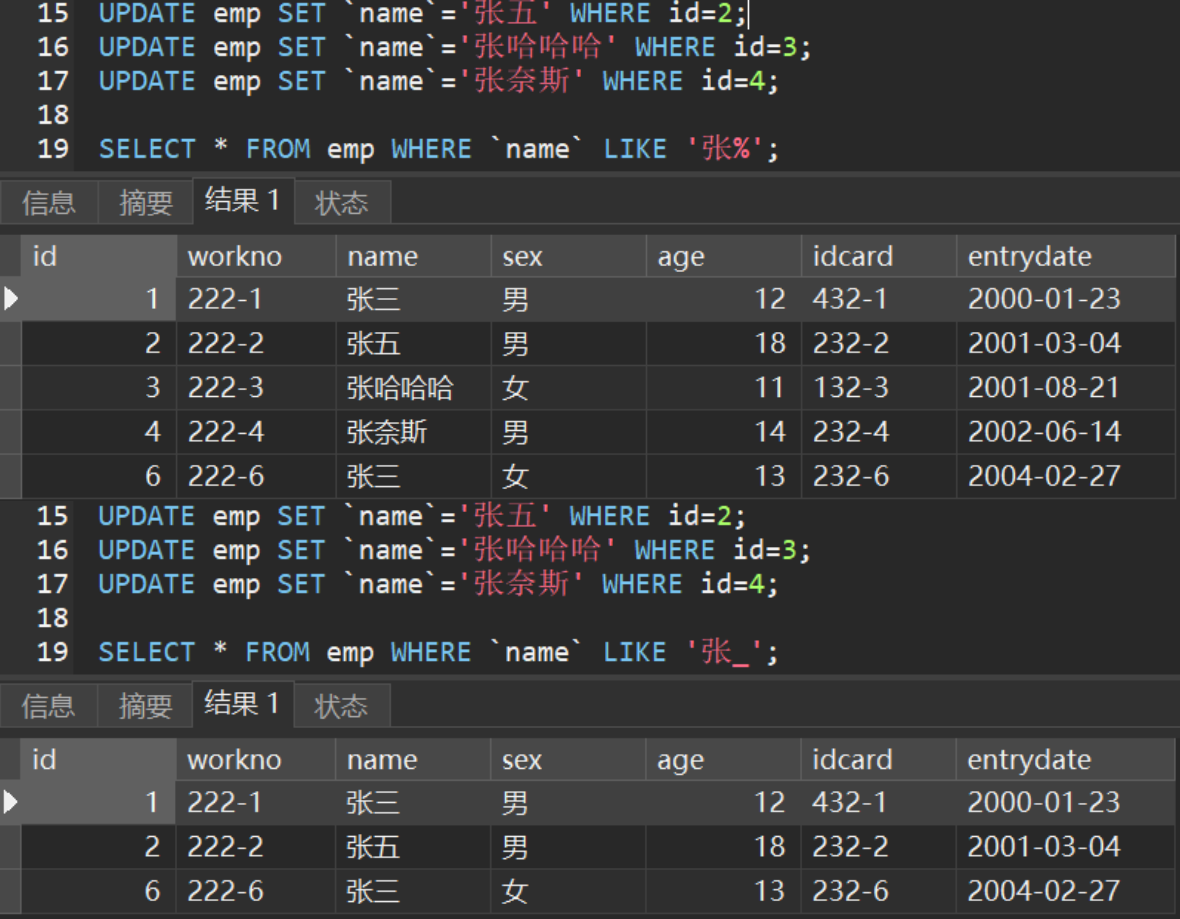 15 UPDATE emp SET `name`='张五' WHERE id=2;
16 UPDATE emp SET `name`='张哈哈哈' WHERE id=3;
17 UPDATE emp SET `name`='张奈斯' WHERE id=4;
18
19 SELECT * FROM emp WHERE `name` LIKE '张%';
信息 摘要 结果 1 状态
id workno name sex age idcard entrydate
1 222-1 张三 男 12 432-1 2000-01-23
2 222-2 张五 男 18 232-2 2001-03-04
3 222-3 张哈哈哈 女 11 132-3 2001-08-21
4 222-4 张奈斯 男 14 232-4 2002-06-14
6 222-6 张三 女 13 232-6 2004-02-27
15 UPDATE emp SET `name`='张五' WHERE id=2;
16 UPDATE emp SET `name`='张哈哈哈' WHERE id=3;
17 UPDATE emp SET `name`='张奈斯' WHERE id=4;
18
19 SELECT * FROM emp WHERE `name` LIKE '张_';
信息 摘要 结果 1 状态
id workno name sex age idcard entrydate
1 222-1 张三 男 12 432-1 2000-01-23
2 222-2 张五 男 18 232-2 2001-03-04
6 222-6 张三 女 13 232-6 2004-02-27